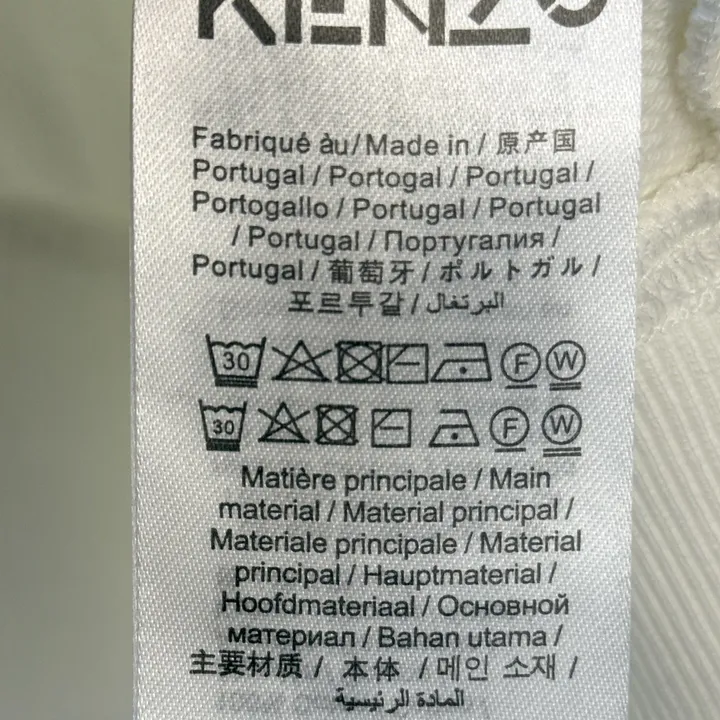 KENZO
Fabriqué àu/Made in / 原产国
Portugal / Portogal / Portugal /
Portogallo / Portugal / Portugal
/ Portugal / Португалия /
Portugal / 葡萄牙 / ポルトガル /
포르투갈 / البرتغال
30 F W
30 F W
Matière principale / Main
material / Material principal /
Materiale principale / Material
principal / Hauptmaterial /
Hoofdmateriaal / Основной
материал / Bahan utama /
主要材质 / 本体 / 메인 소재 /
المادة الرئيسية